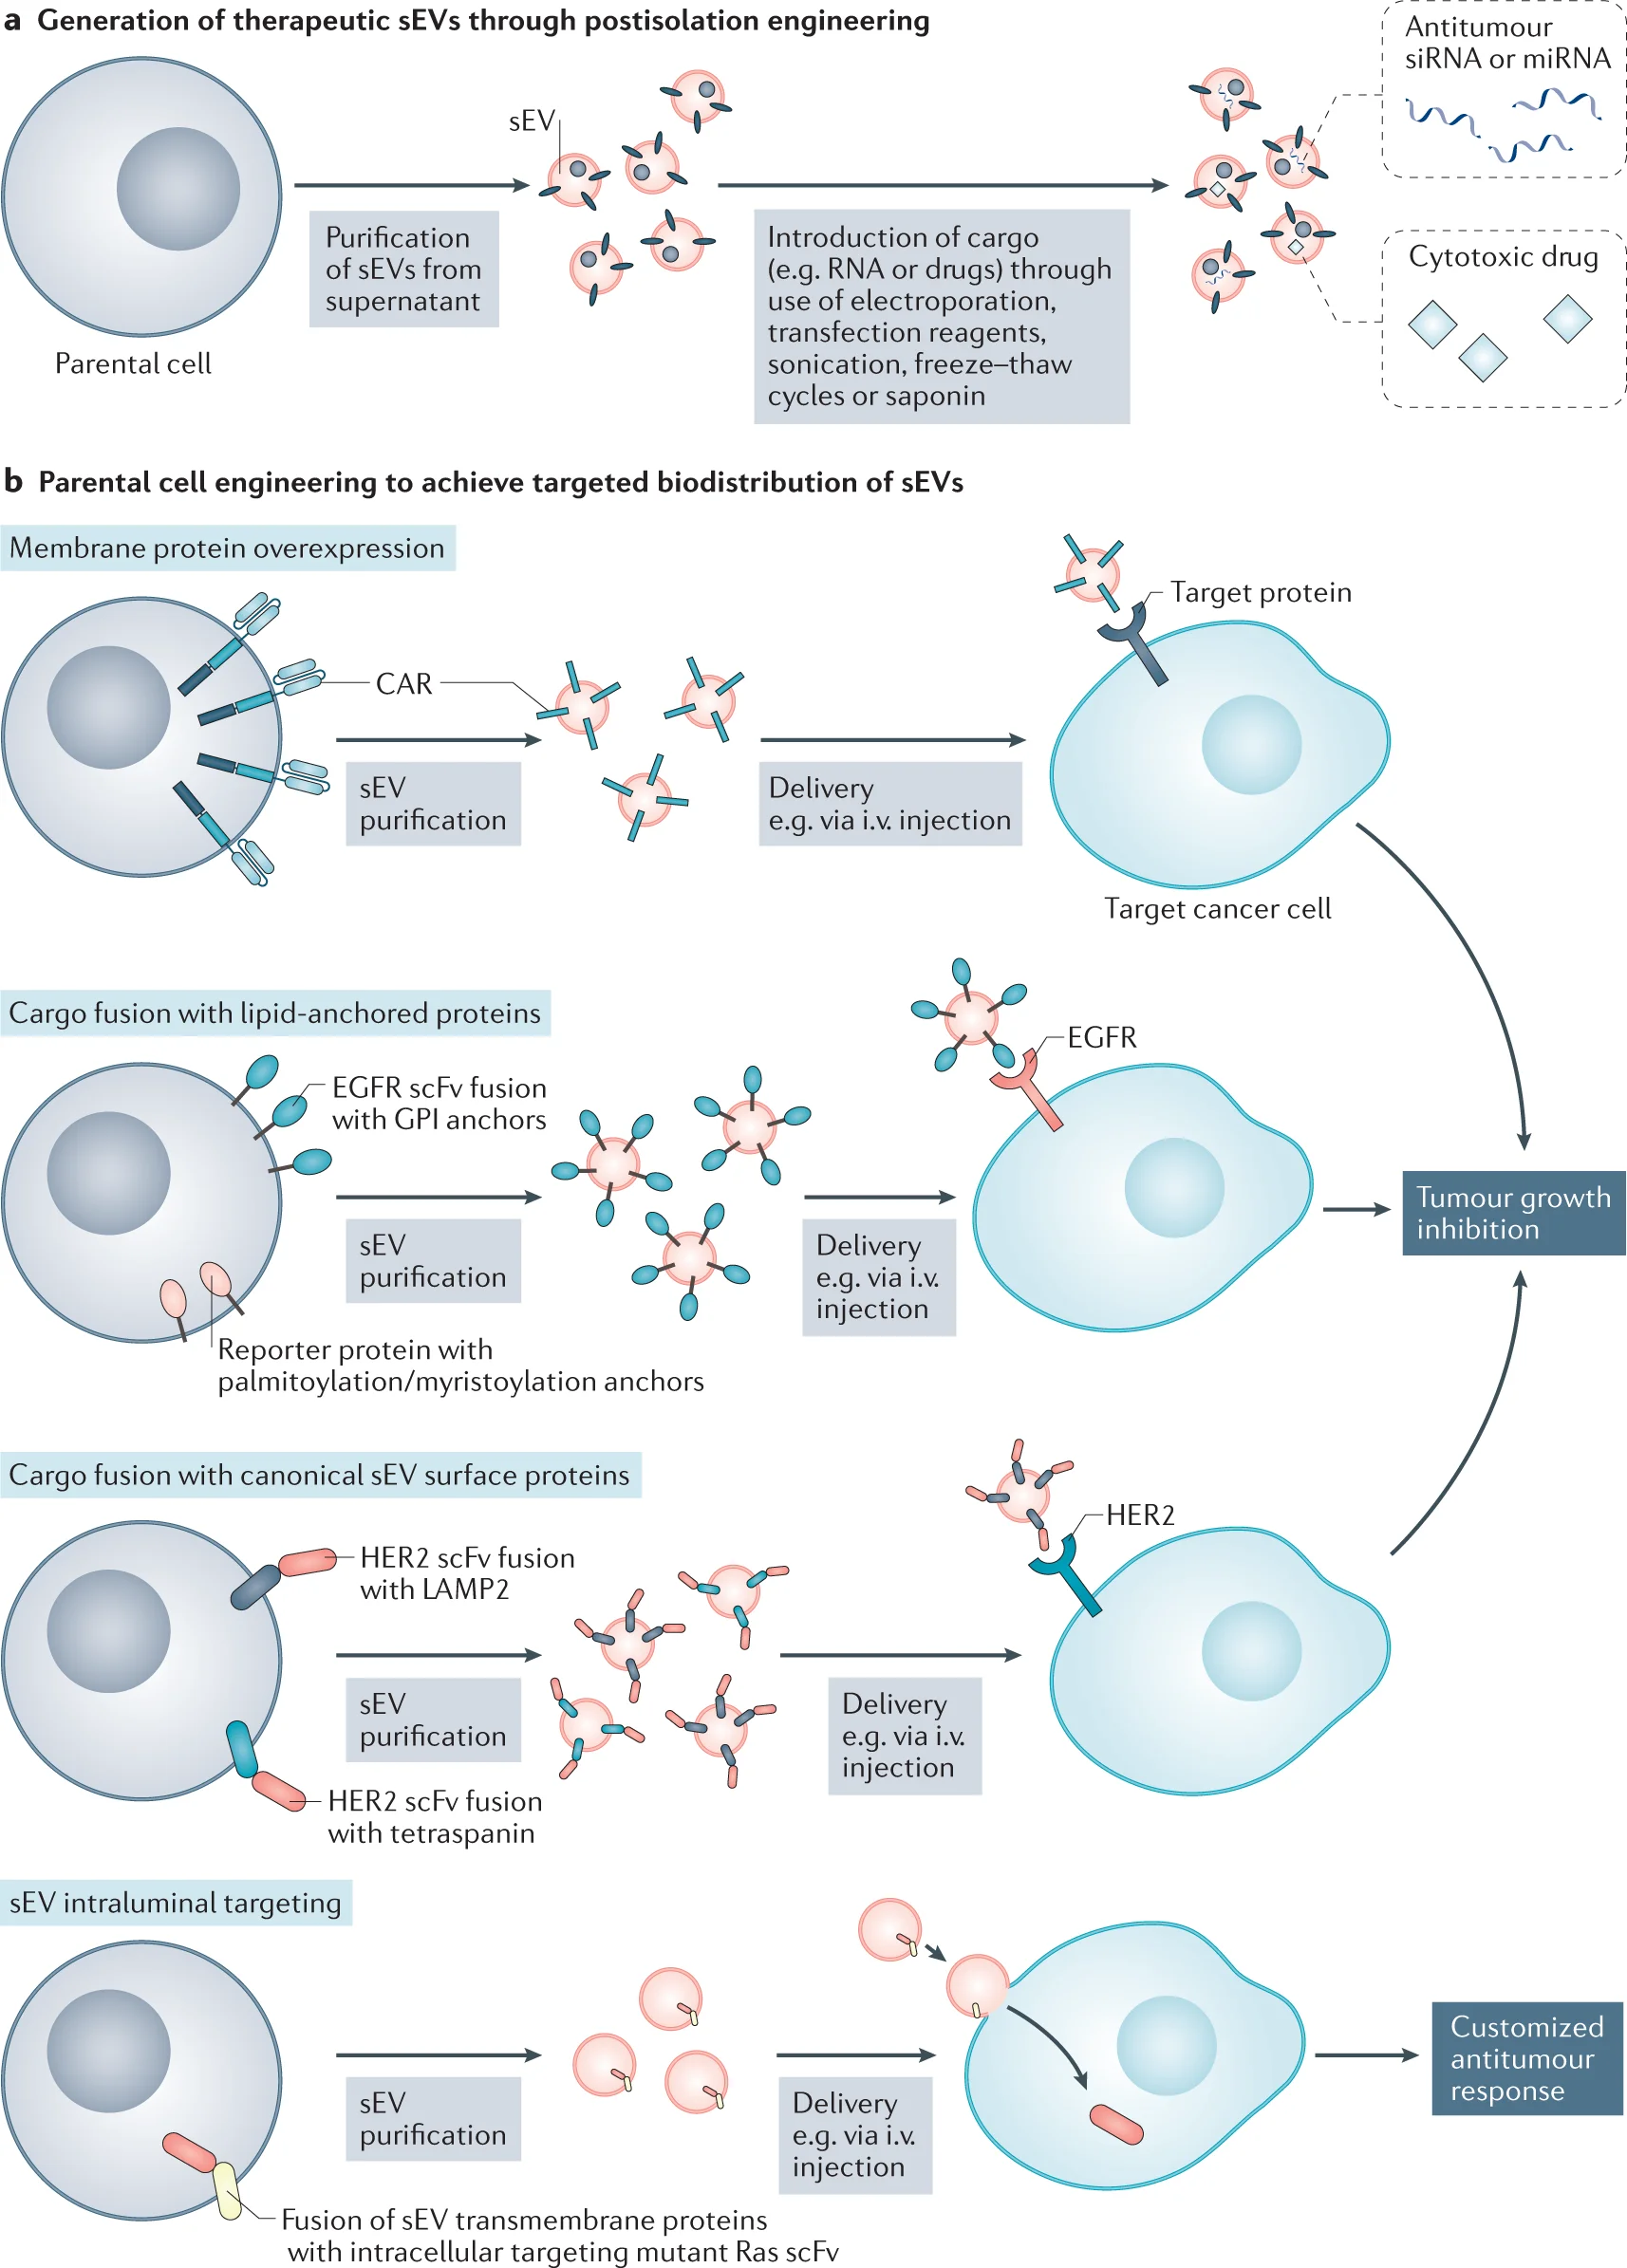 a Generation of therapeutic sEVs through postisolation engineering
Antitumour
siRNA or miRNA
sEV
Purification
of sEVs from
supernatant
Introduction of cargo
(e.g. RNA or drugs) through
use of electroporation,
transfection reagents,
sonication, freeze–thaw
cycles or saponin
Cytotoxic drug
Parental cell
b Parental cell engineering to achieve targeted biodistribution of sEVs
Membrane protein overexpression
Target protein
CAR
sEV
purification
Delivery
e.g. via i.v. injection
Target cancer cell
Cargo fusion with lipid-anchored proteins
EGFR
EGFR scFv fusion
with GPI anchors
sEV
purification
Delivery
e.g. via i.v.
injection
Tumour growth
inhibition
Reporter protein with
palmitoylation/myristoylation anchors
Cargo fusion with canonical sEV surface proteins
HER2
HER2 scFv fusion
with LAMP2
sEV
purification
Delivery
e.g. via i.v.
injection
HER2 scFv fusion
with tetraspanin
sEV intraluminal targeting
sEV
purification
Delivery
e.g. via i.v.
injection
Customized
antitumour
response
Fusion of sEV transmembrane proteins
with intracellular targeting mutant Ras scFv